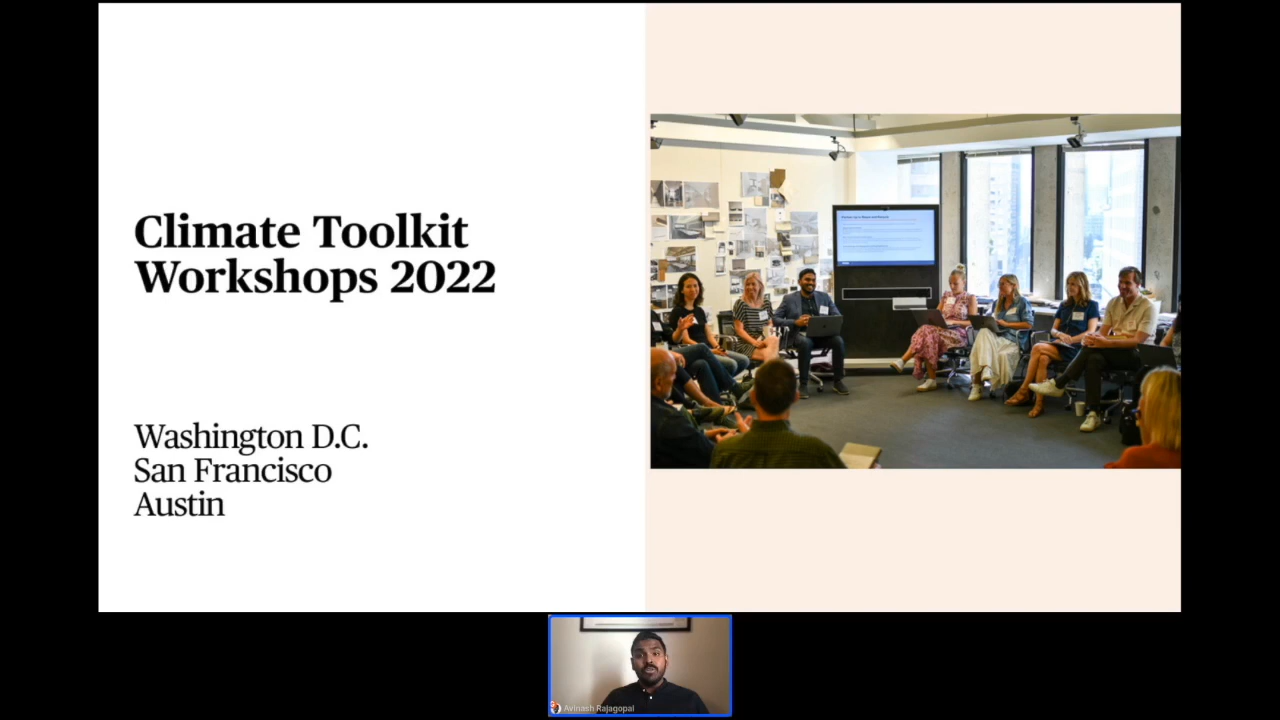 Climate Toolkit
Workshops 2022
Washington D.C.
San Francisco
Austin
Avinash Rajagopal